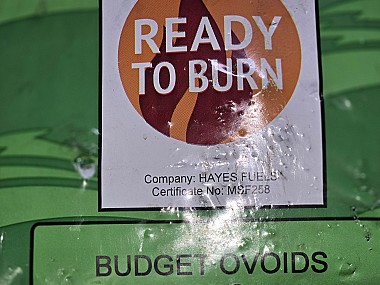 READY
TO BURN
Company: HAYES FUELS
Certificate No: MSF258
BUDGET OVOIDS